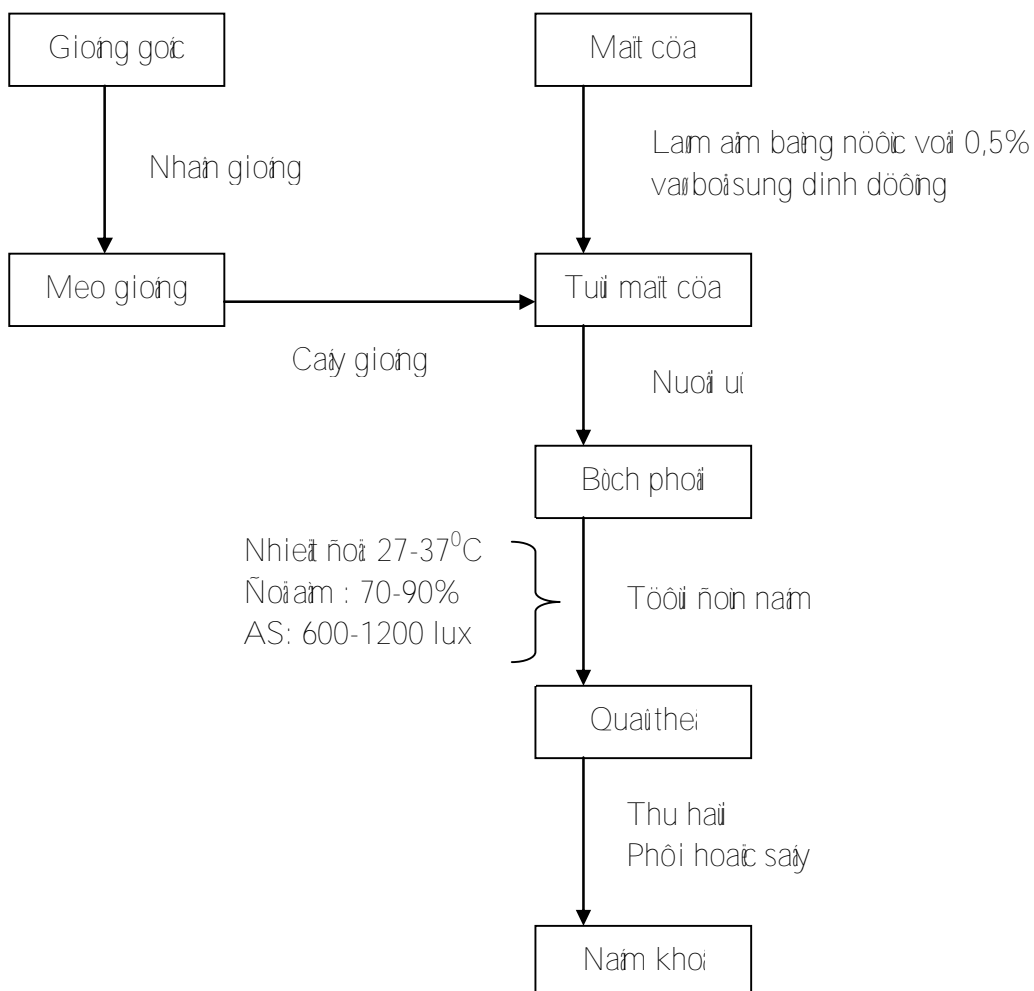 Gioáng goác
Maït cöa
Nhaân gioáng
Laøm aåm baèng nöôùc voâi 0,5%
vaø boå sung dinh döôõng
Meo gioáng
Tuùi maït cöa
Caáy gioáng
Nuoâi uû
Bòch phoâi
Nhieät ñoä: 27-37⁰C
Ñoä aåm : 70-90%
AS: 600-1200 lux
Töôùi ñoùn naám
Quaû theå
Thu haùi
Phôi hoaëc saáy
Naám khoâ